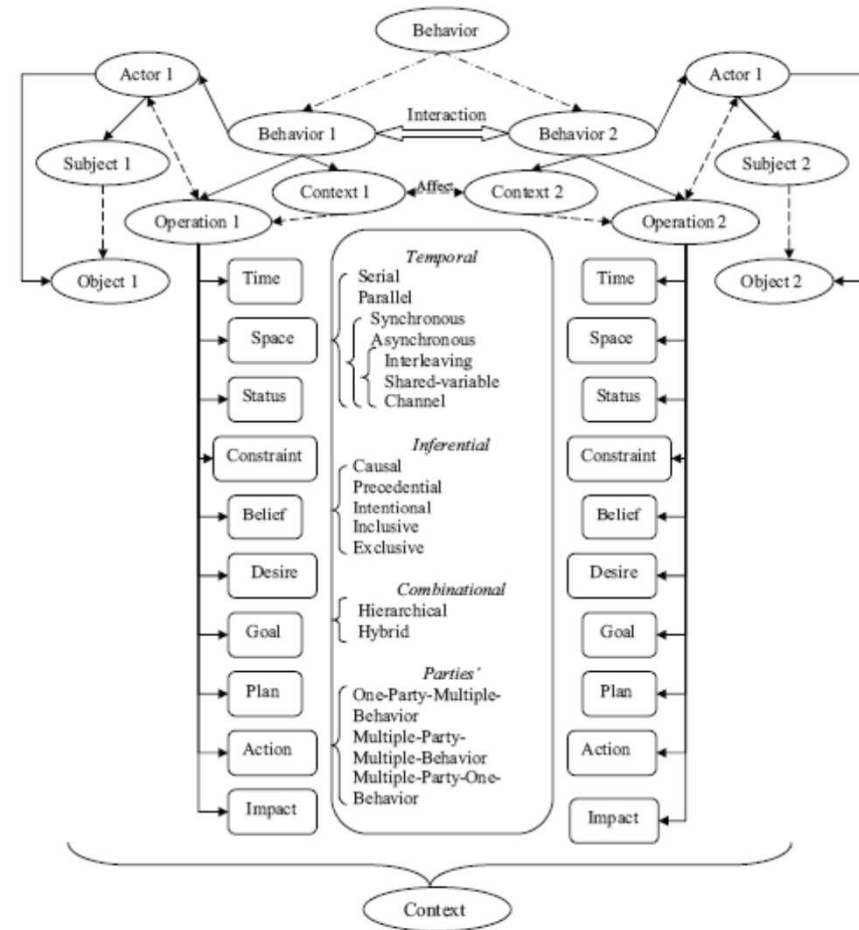 Behavior
Actor 1
Actor 1
Interaction
Behavior 1
Behavior 2
Subject 1
Subject 2
Context 1
Affect
Context 2
Operation 1
Operation 2
Object 1
Object 2
Time
Space
Status
Constraint
Belief
Desire
Goal
Plan
Action
Impact
Temporal
Serial
Parallel
Synchronous
Asynchronous
Interleaving
Shared-variable
Channel
Inferential
Causal
Precedential
Intentional
Inclusive
Exclusive
Combinational
Hierarchical
Hybrid
Parties'
One-Party-Multiple-
Behavior
Multiple-Party-
Multiple-Behavior
Multiple-Party-One-
Behavior
Time
Space
Status
Constraint
Belief
Desire
Goal
Plan
Action
Impact
Context